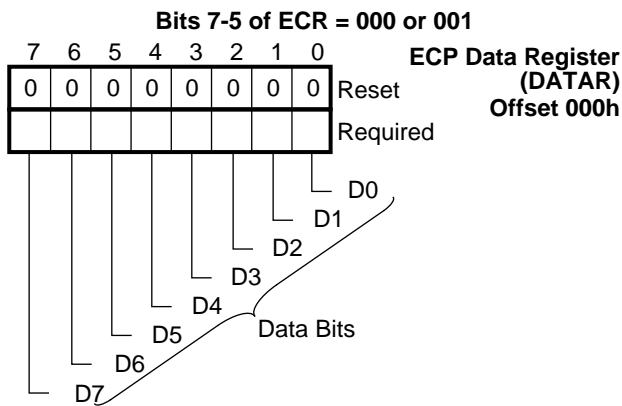 Bits 7-5 of ECR = 000 or 001
7 6 5 4 3 2 1 0
ECP Data Register
(DATAR)
Offset 000h
0 0 0 0 0 0 0 0 Reset
Required
D0
D1
D2
D3
D4
D5
D6
D7
Data Bits